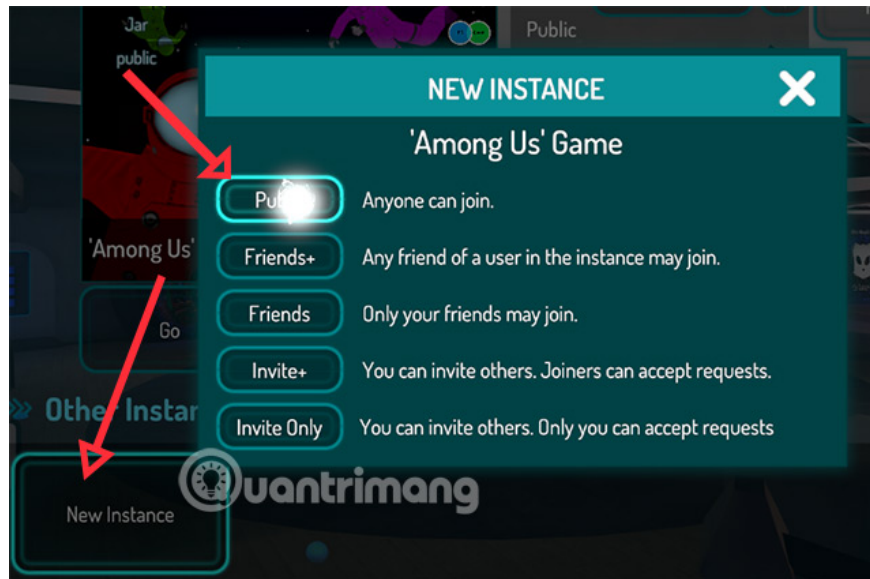 Jar
public
Public
NEW INSTANCE
'Among Us' Game
Anyone can join.
Friends+ Any friend of a user in the instance may join.
'Among Us'
Friends Only your friends may join.
Go
Invite+ You can invite others. Joiners can accept requests.
Other Instan
Invite Only You can invite others. Only you can accept requests
Quantrimang
New Instance